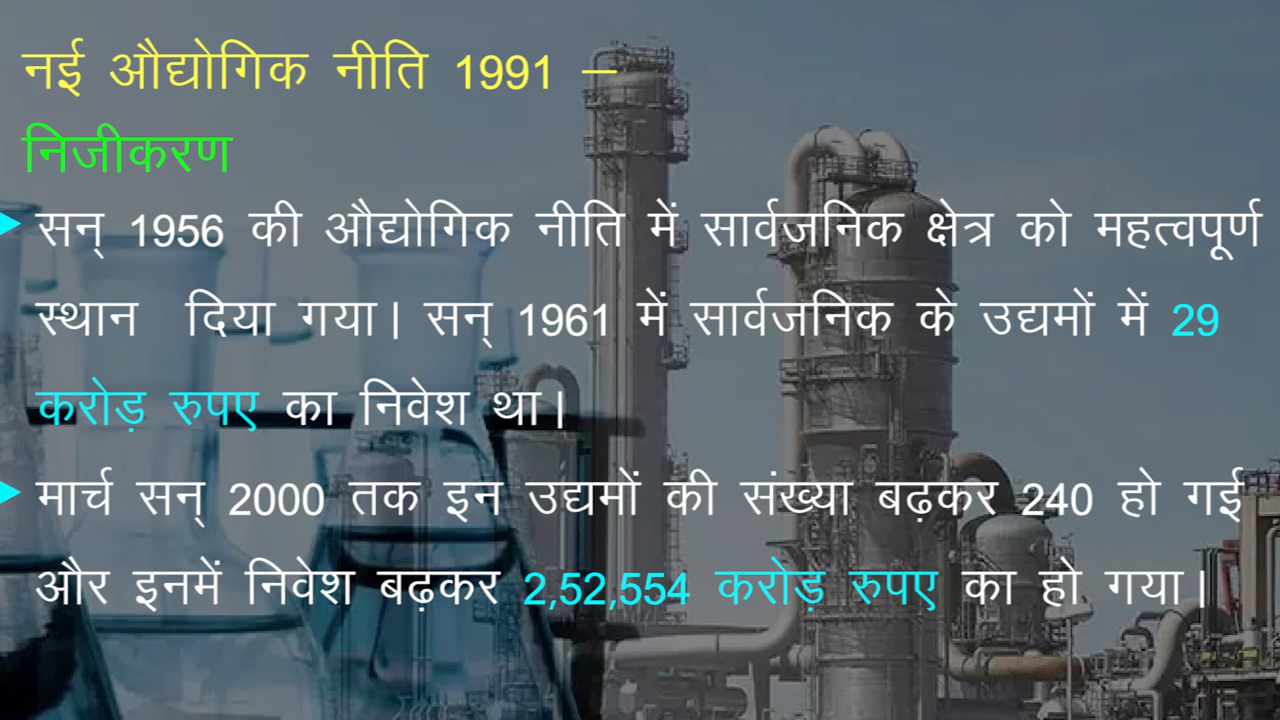 नई औद्योगिक नीति 1991 –
निजीकरण
सन् 1956 की औद्योगिक नीति में सार्वजनिक क्षेत्र को महत्वपूर्ण
स्थान दिया गया। सन् 1961 में सार्वजनिक के उद्यमों में 29
करोड़ रुपए का निवेश था।
मार्च सन् 2000 तक इन उद्यमों की संख्या बढ़कर 240 हो गई
और इनमें निवेश बढ़कर 2,52,554 करोड़ रुपए का हो गया।